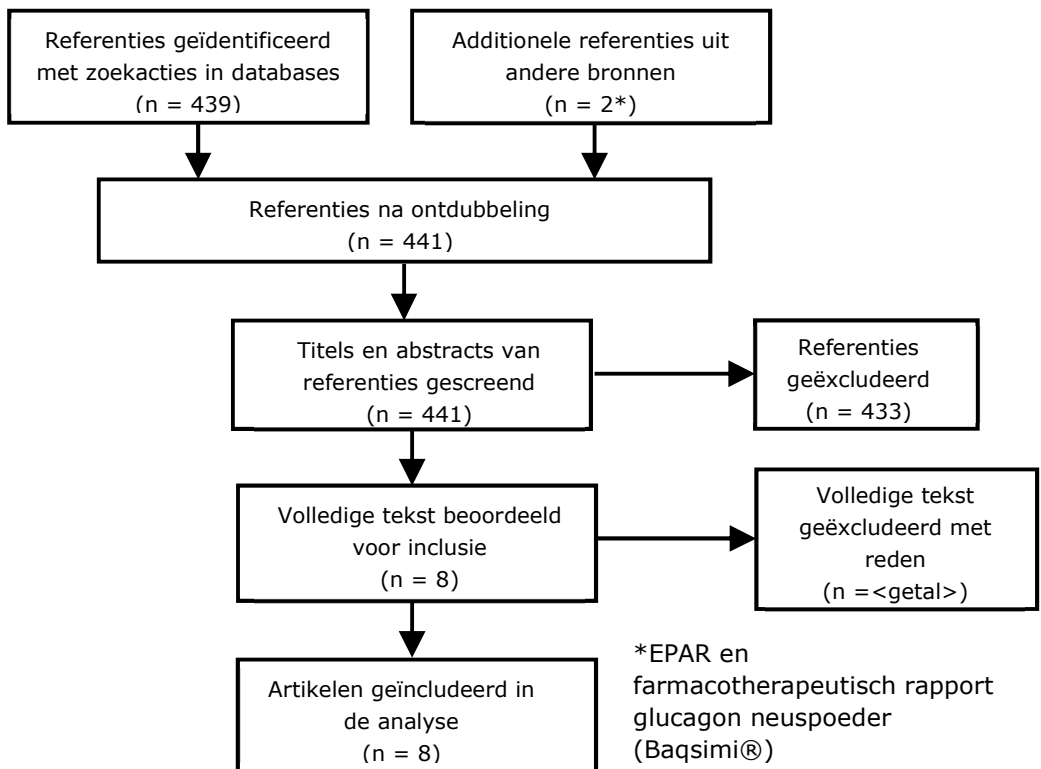 Referenties geïdentificeerd
met zoekacties in databases
(n = 439)
Additionele referenties uit
andere bronnen
(n = 2*)
Referenties na ontdubbeling
(n = 441)
Titels en abstracts van
referenties gescreend
(n = 441)
Referenties
geëxcludeerd
(n = 433)
Volledige tekst beoordeeld
voor inclusie
(n = 8)
Volledige tekst
geëxcludeerd met
reden
(n =<getal>)
Artikelen geïncludeerd in
de analyse
(n = 8)
*EPAR en
farmacotherapeutisch rapport
glucagon neuspoeder
(Baqsimi®)